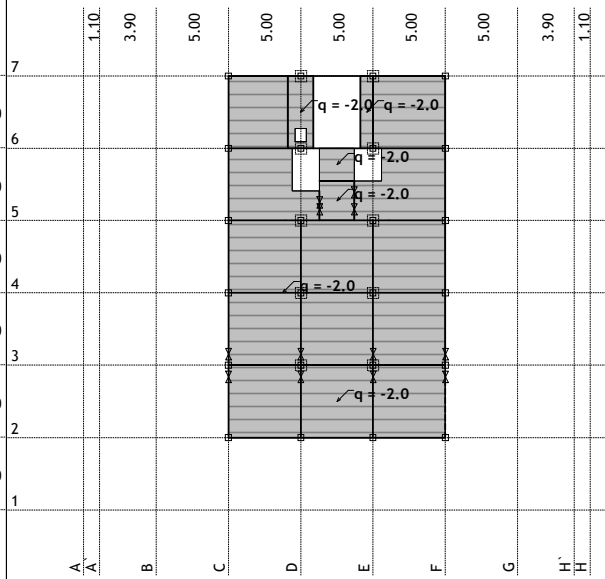 1.10 3.90 5.00 5.00 5.00 5.00 5.00 3.90 1.10
7
q = -2.0 q = -2.0
6
q = -2.0
q = -2.0
5
q = -2.0
4
3
q = -2.0
2
1
A A` B C D E F G H` H